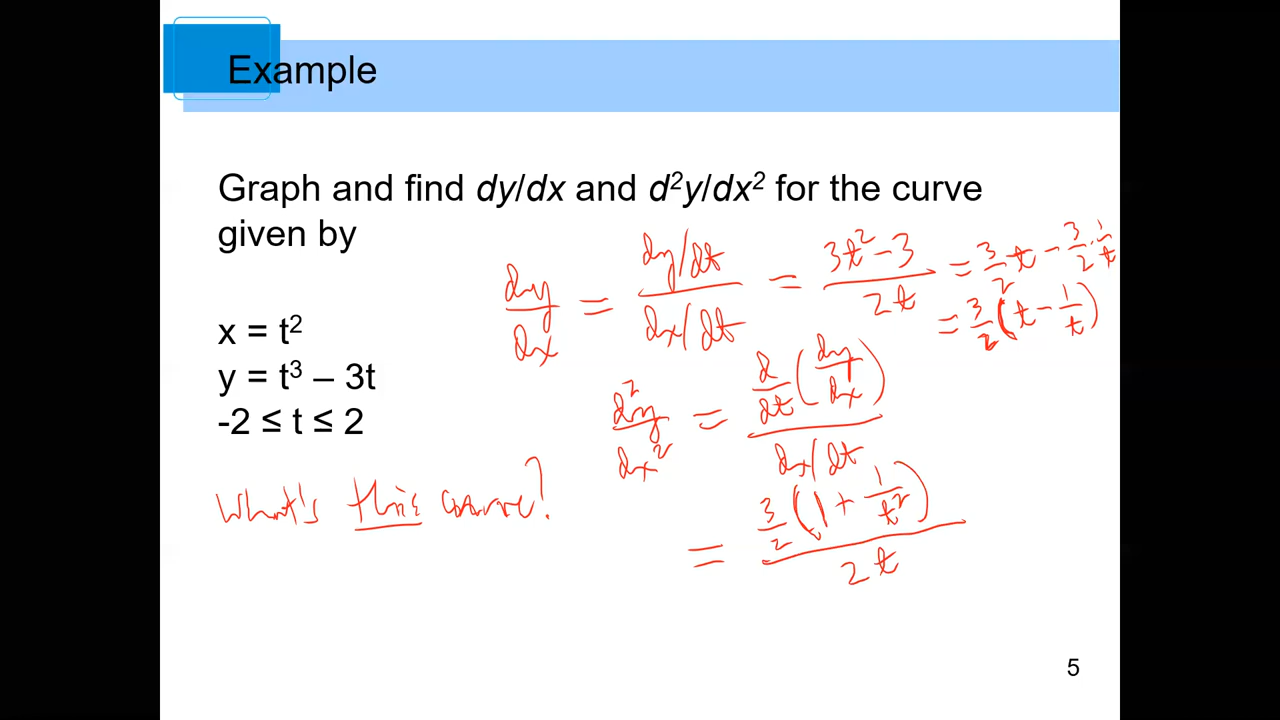 Example
Graph and find dy/dx and d²y/dx² for the curve
given by
dy/dx = (dy/dt)/(dx/dt) = (3t² − 3)/(2t) = 3/2 t − 3/2 · 1/t
= 3/2 (t − 1/t)
x = t²
y = t³ – 3t
-2 ≤ t ≤ 2
d²y/dx² = (d/dt (dy/dx))/(dx/dt)
What's this curve?
= (3/2 (1 + 1/t²))/(2t)
5